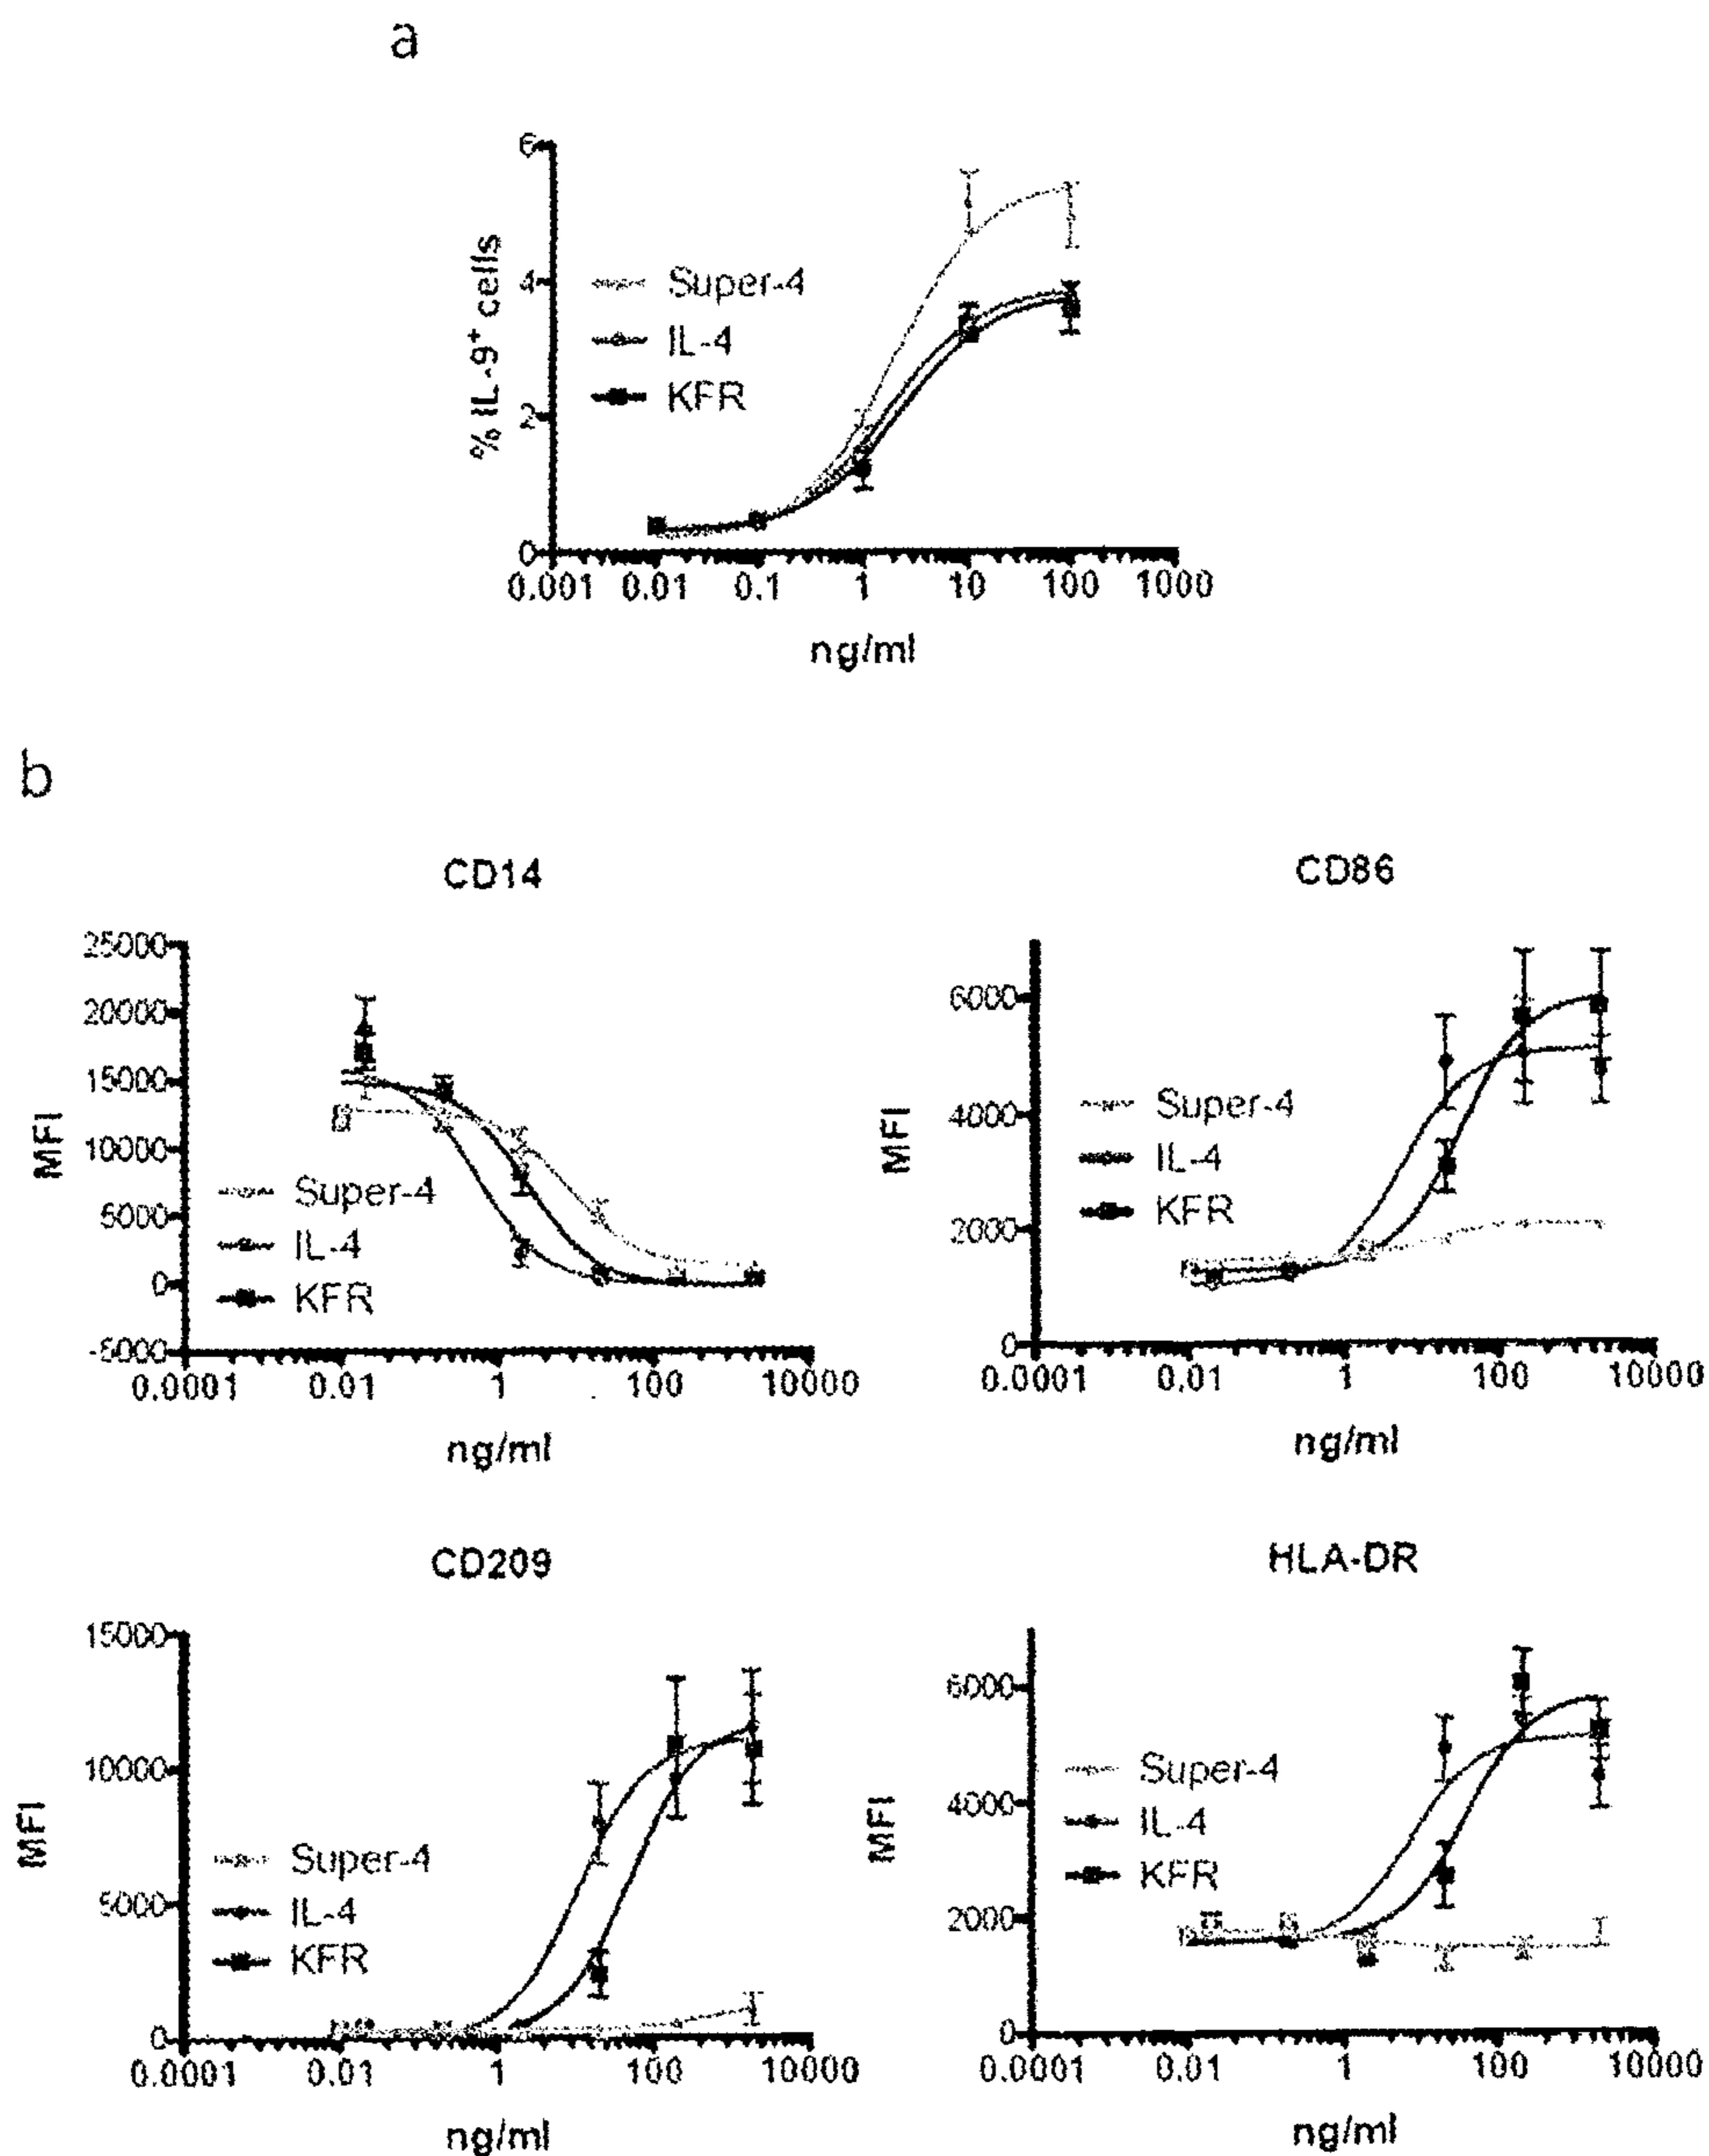 a
6
4
2
0
% IL-9+ cells
Super-4
IL-4
KFR
0.001 0.01 0.1 1 10 100 1000
ng/ml
b
CD14
25000
20000
15000
10000
5000
0
-5000
MFI
Super-4
IL-4
KFR
0.0001 0.01 1 100 10000
ng/ml
CD86
6000
4000
2000
0
MFI
Super-4
IL-4
KFR
0.0001 0.01 1 100 10000
ng/ml
CD209
15000
10000
5000
0
MFI
Super-4
IL-4
KFR
0.0001 0.01 1 100 10000
ng/ml
HLA-DR
6000
4000
2000
0
MFI
Super-4
IL-4
KFR
0.0001 0.01 1 100 10000
ng/ml